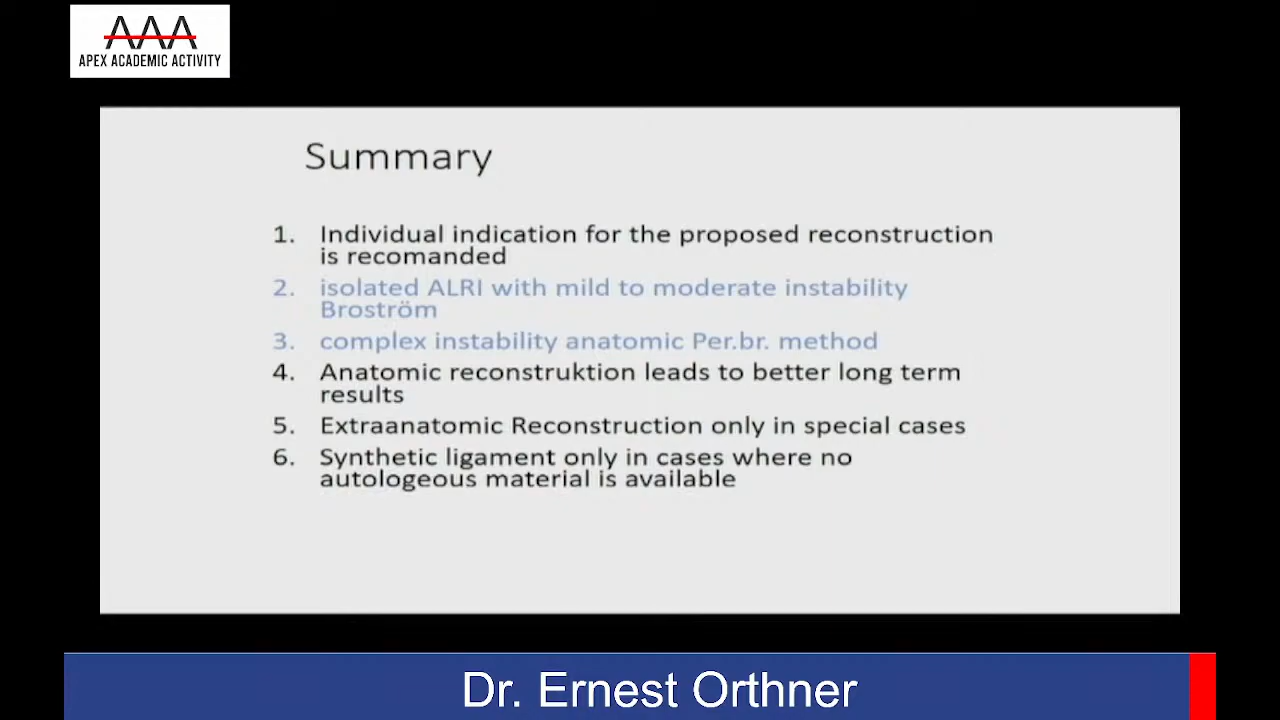 AAA
APEX ACADEMIC ACTIVITY
Summary
1. Individual indication for the proposed reconstruction
is recomanded
2. isolated ALRI with mild to moderate instability
Broström
3. complex instability anatomic Per.br. method
4. Anatomic reconstruktion leads to better long term
results
5. Extraanatomic Reconstruction only in special cases
6. Synthetic ligament only in cases where no
autologeous material is available
Dr. Ernest Orthner